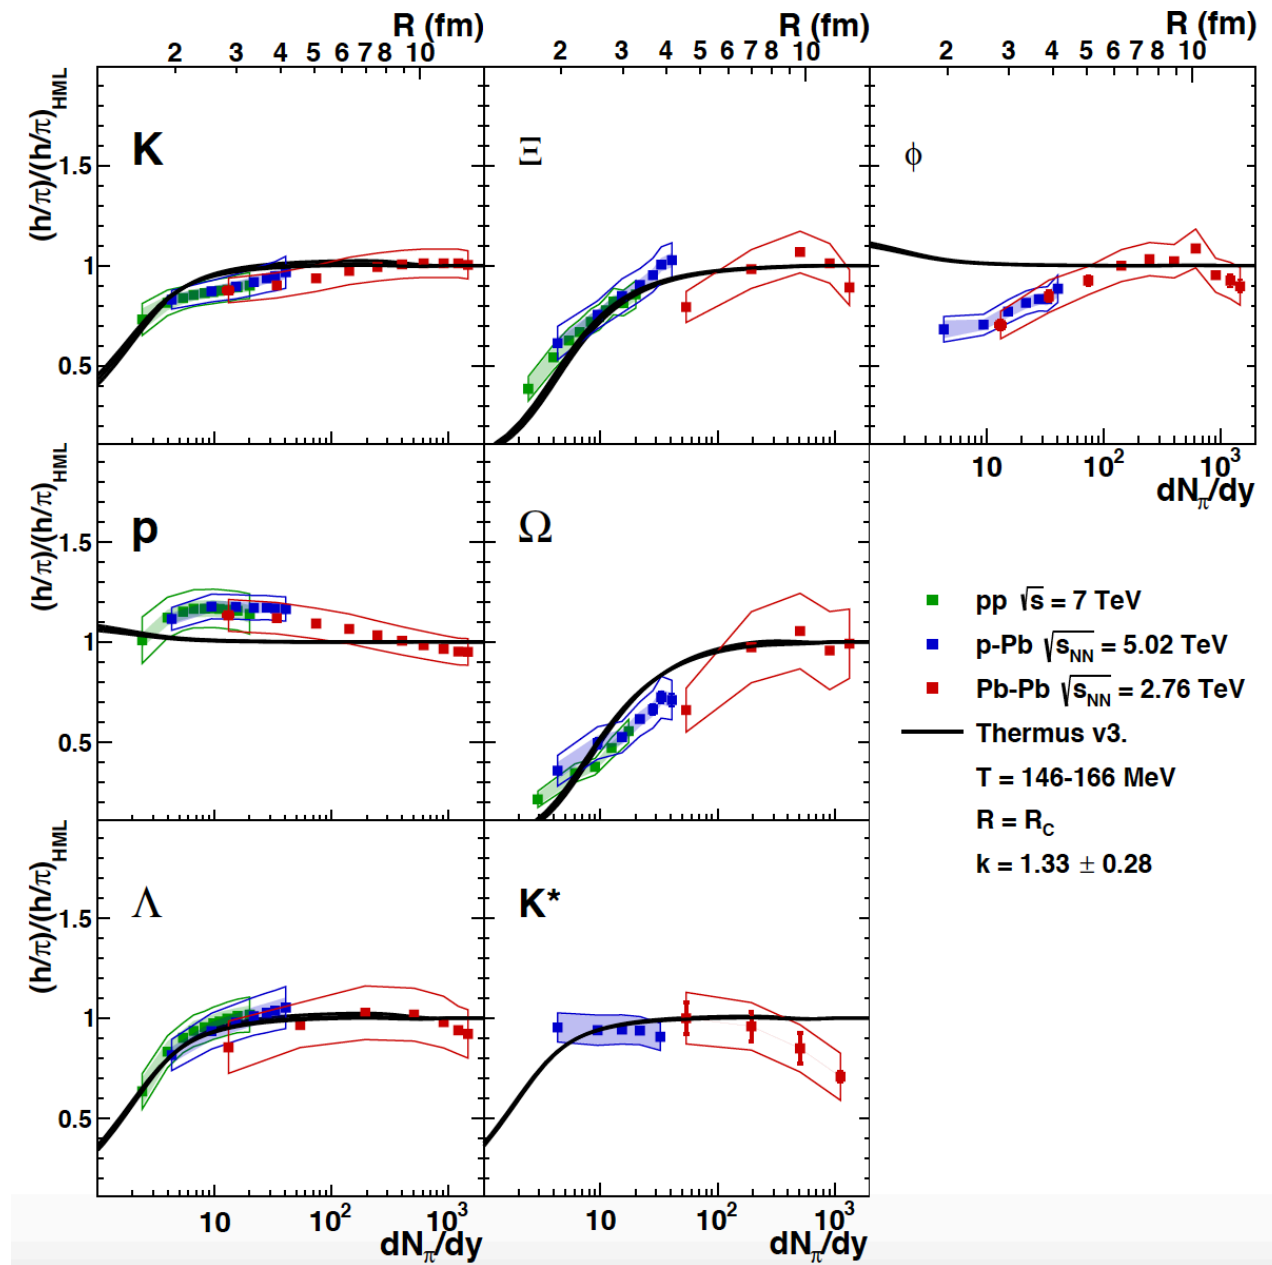 R (fm)
2 3 4 5 6 7 8 10
R (fm)
2 3 4 5 6 7 8 10
R (fm)
2 3 4 5 6 7 8 10
(h/π)/(h/π)HML
K
1.5
1
0.5
Ξ
ϕ
10 10² 10³
dNπ/dy
(h/π)/(h/π)HML
p
1.5
1
0.5
Ω
pp √s = 7 TeV
p-Pb √sNN = 5.02 TeV
Pb-Pb √sNN = 2.76 TeV
Thermus v3.
T = 146-166 MeV
R = RC
k = 1.33 ± 0.28
(h/π)/(h/π)HML
Λ
1.5
1
0.5
K*
10 10² 10³
dNπ/dy
10 10² 10³
dNπ/dy